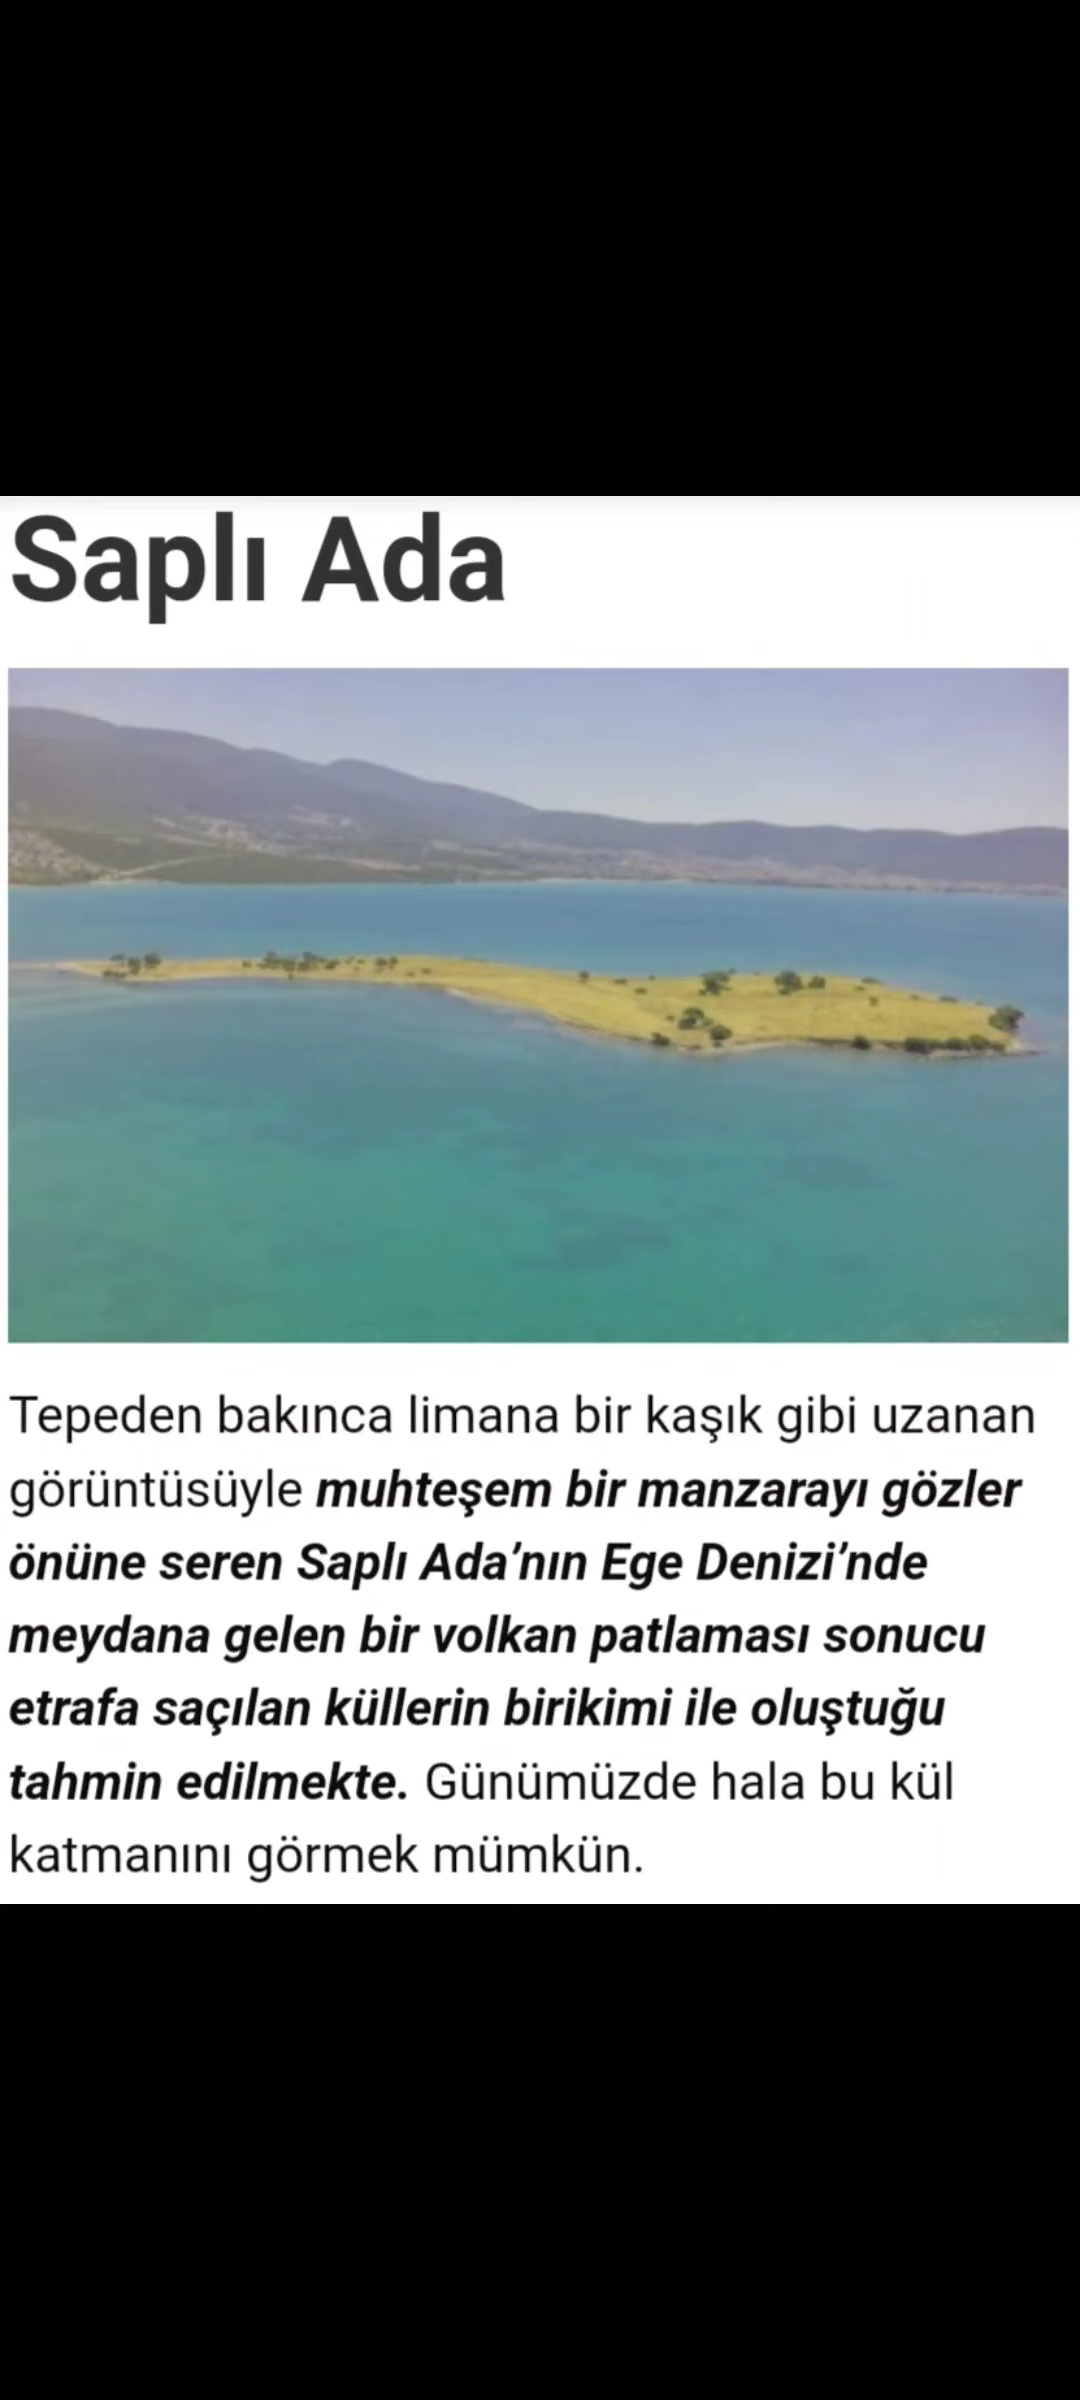 Saplı Ada
Tepeden bakınca limana bir kaşık gibi uzanan
görüntüsüyle muhteşem bir manzarayı gözler
önüne seren Saplı Ada’nın Ege Denizi’nde
meydana gelen bir volkan patlaması sonucu
etrafa saçılan küllerin birikimi ile oluştuğu
tahmin edilmekte. Günümüzde hala bu kül
katmanını görmek mümkün.